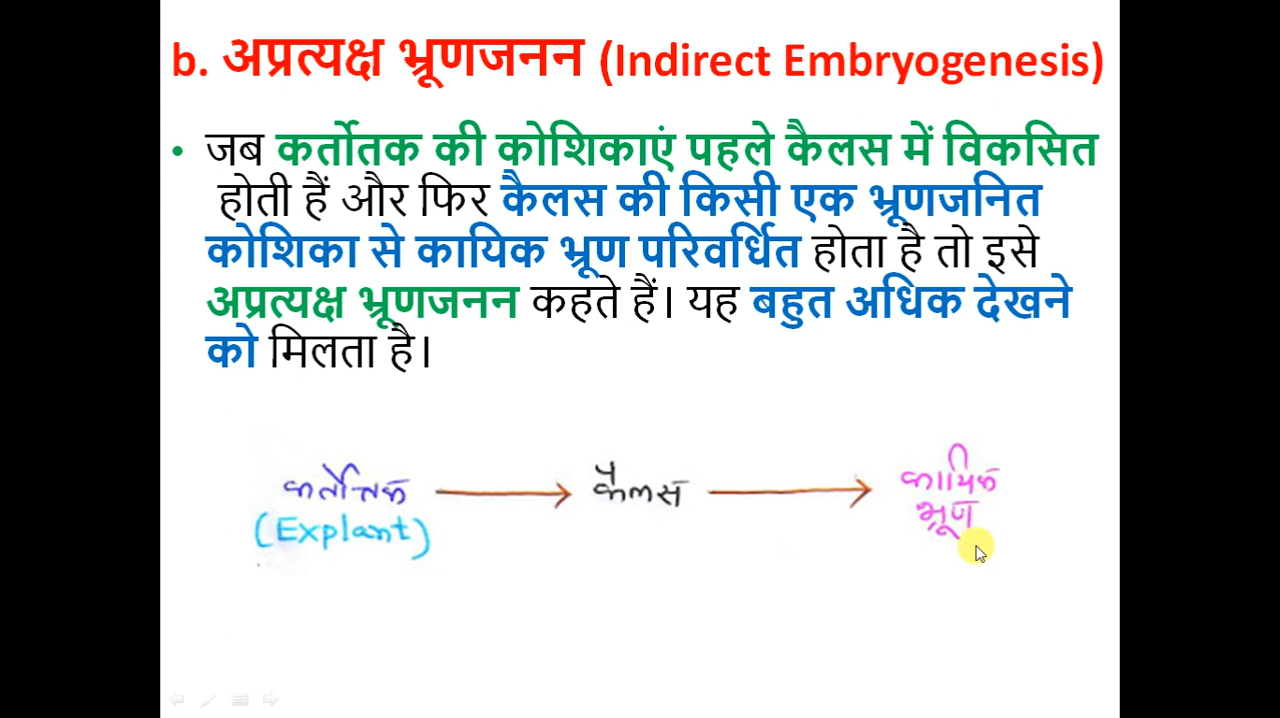 b. अप्रत्यक्ष भ्रूणजनन (Indirect Embryogenesis)
• जब कर्तोतक की कोशिकाएं पहले कैलस में विकसित
होती हैं और फिर कैलस की किसी एक भ्रूणजनित
कोशिका से कायिक भ्रूण परिवर्धित होता है तो इसे
अप्रत्यक्ष भ्रूणजनन कहते हैं। यह बहुत अधिक देखने
को मिलता है।
कर्तोतक कैलस कायिक
(Explant) भ्रूण